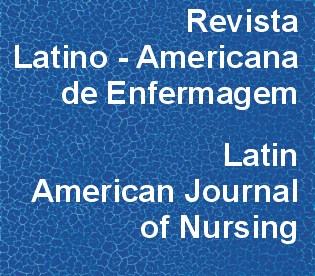 Revista
Latino - Americana
de Enfermagem
Latin
American Journal
of Nursing